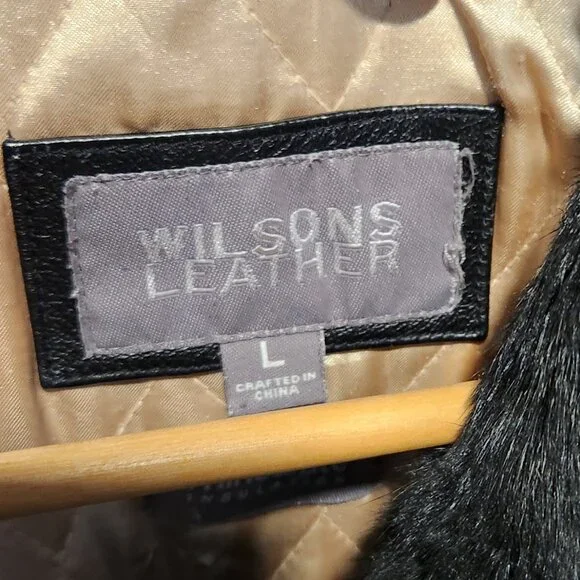 WILSONS
LEATHER
L
CRAFTED IN
CHINA